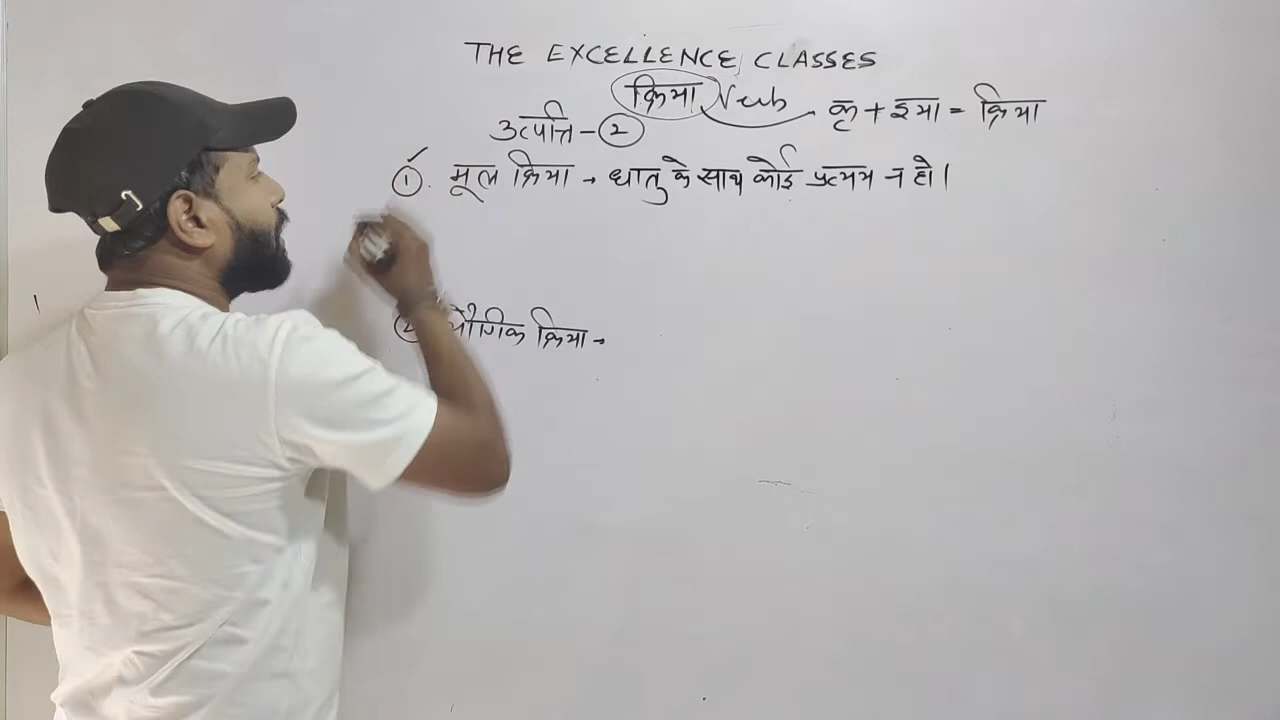 THE EXCELLENCE CLASSES
क्रिया Verb कृ + इया = क्रिया
उत्पत्ति - 2
1. मूल क्रिया → धातु के साथ कोई प्रत्यय न हो।
यौगिक क्रिया →